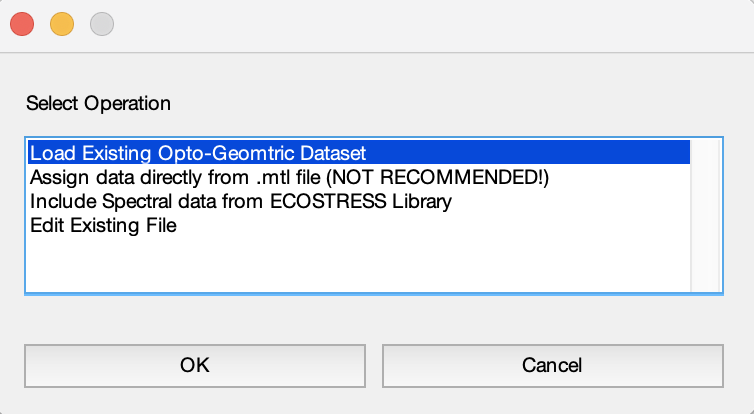 Select Operation
Load Existing Opto-Geomtric Dataset
Assign data directly from .mtl file (NOT RECOMMENDED!)
Include Spectral data from ECOSTRESS Library
Edit Existing File
OK
Cancel